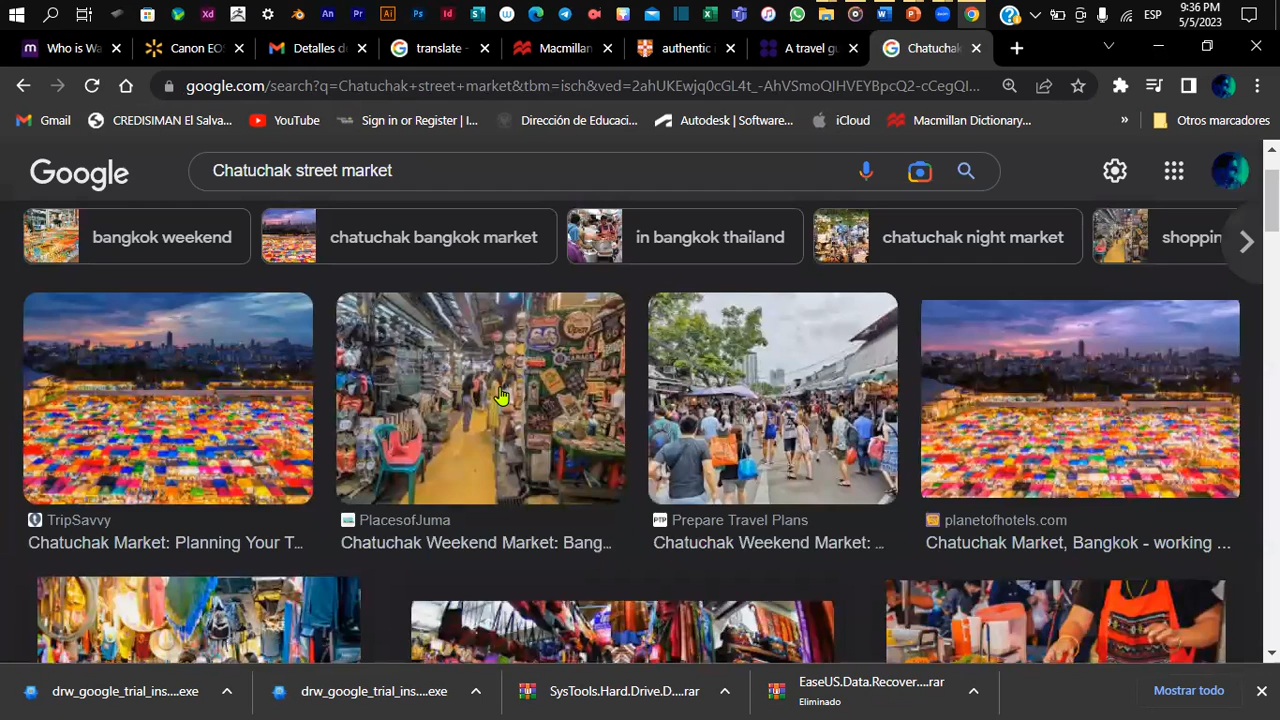 9:36 PM
ESP
5/5/2023
Who is Wa
Canon EO
Detalles d
translate -
Macmillan
authentic
A travel gu
Chatuchak
google.com/search?q=Chatuchak+street+market&tbm=isch&ved=2ahUKEwjq0cGL4t_-AhVSmoQIHVEYBpcQ2-cCegQI...
Gmail
CREDISIMAN El Salva...
YouTube
Sign in or Register | I...
Dirección de Educaci...
Autodesk | Software...
iCloud
Macmillan Dictionary...
»
Otros marcadores
Google
Chatuchak street market
bangkok weekend
chatuchak bangkok market
in bangkok thailand
chatuchak night market
shoppin
TripSavvy
PlacesofJuma
Prepare Travel Plans
planetofhotels.com
Chatuchak Market: Planning Your T...
Chatuchak Weekend Market: Bang...
Chatuchak Weekend Market: ...
Chatuchak Market, Bangkok - working ...
drw_google_trial_ins....exe
drw_google_trial_ins....exe
SysTools.Hard.Drive.D....rar
EaseUS.Data.Recover....rar
Eliminado
Mostrar todo